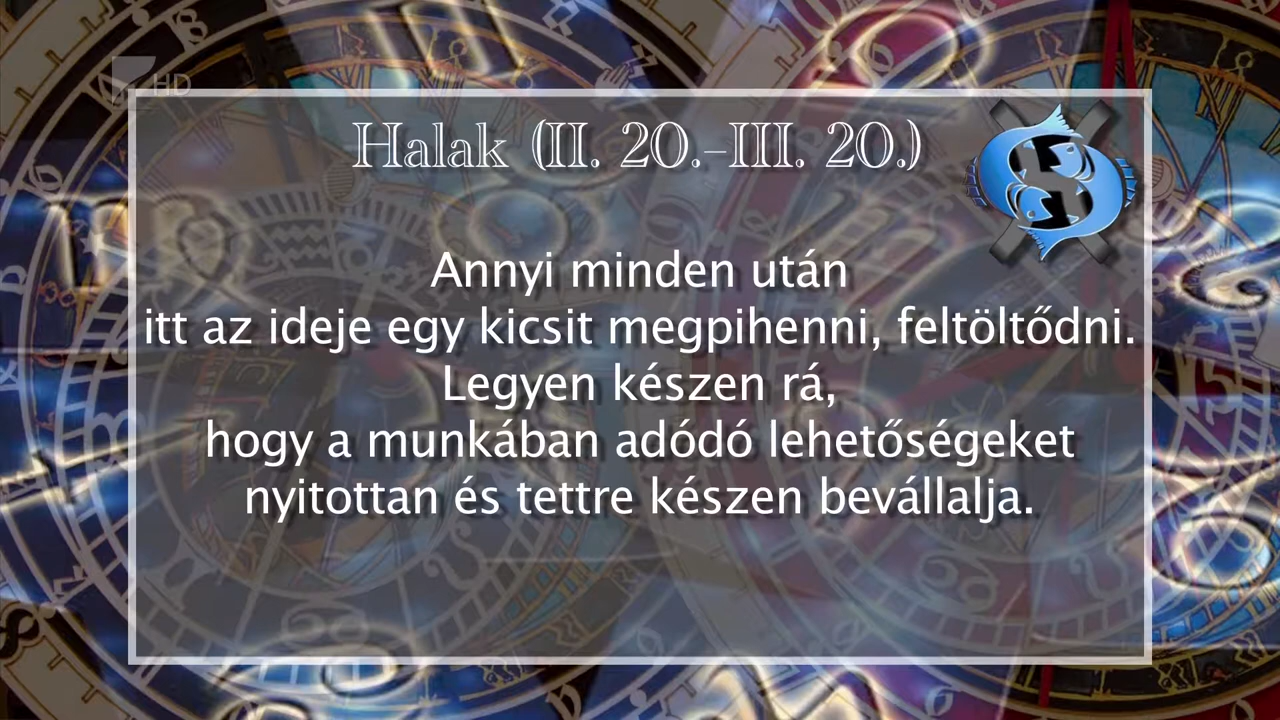 HD
Halak (II. 20.-III. 20.)
Annyi minden után
itt az ideje egy kicsit megpihenni, feltöltődni.
Legyen készen rá,
hogy a munkában adódó lehetőségeket
nyitottan és tettre készen bevállalja.